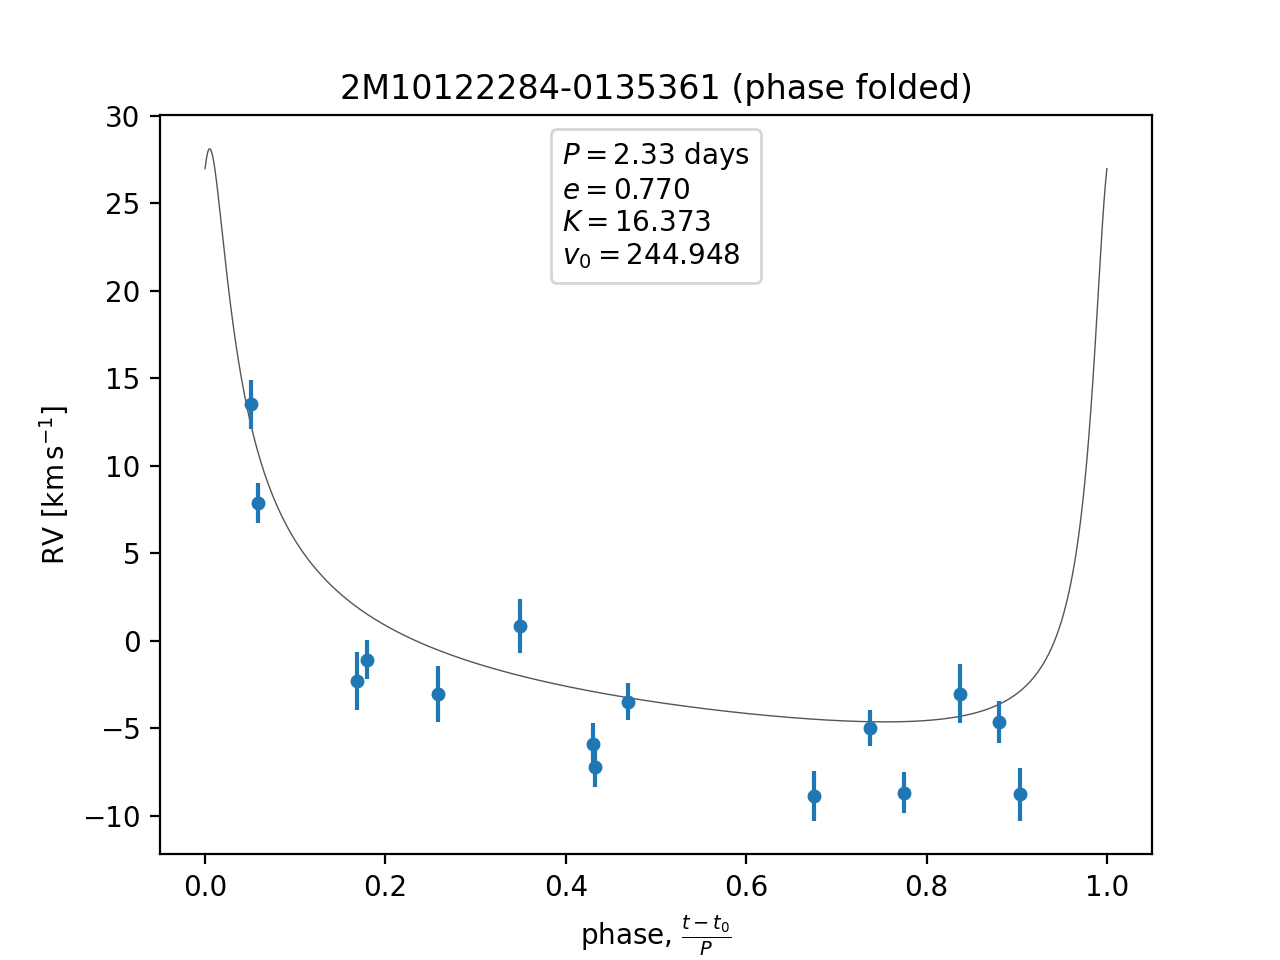 2M10122284-0135361 (phase folded)
P = 2.33 days
e = 0.770
K = 16.373
v₀ = 244.948
RV [km s⁻¹]
30
25
20
15
10
5
0
−5
−10
0.0 0.2 0.4 0.6 0.8 1.0
phase, (t − t₀)/P